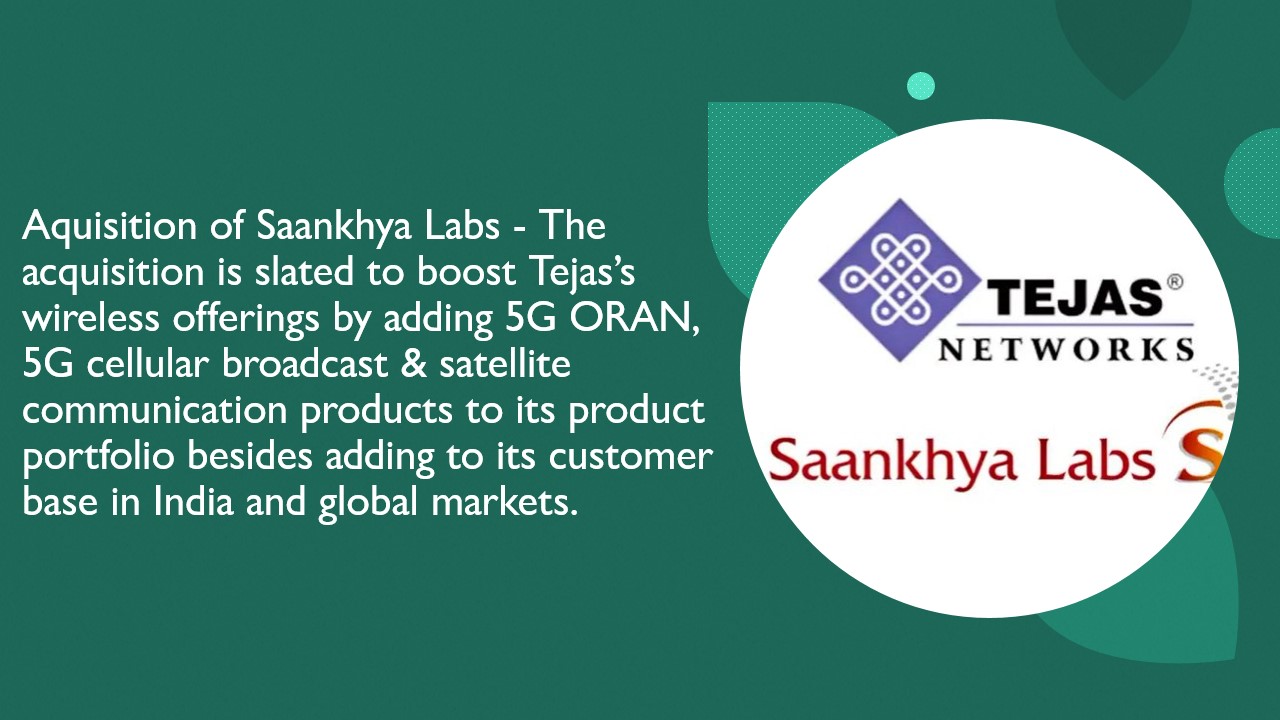 Aquisition of Saankhya Labs - The
acquisition is slated to boost Tejas’s
wireless offerings by adding 5G ORAN,
5G cellular broadcast & satellite
communication products to its product
portfolio besides adding to its customer
base in India and global markets.
TEJAS®
NETWORKS
Saankhya Labs S